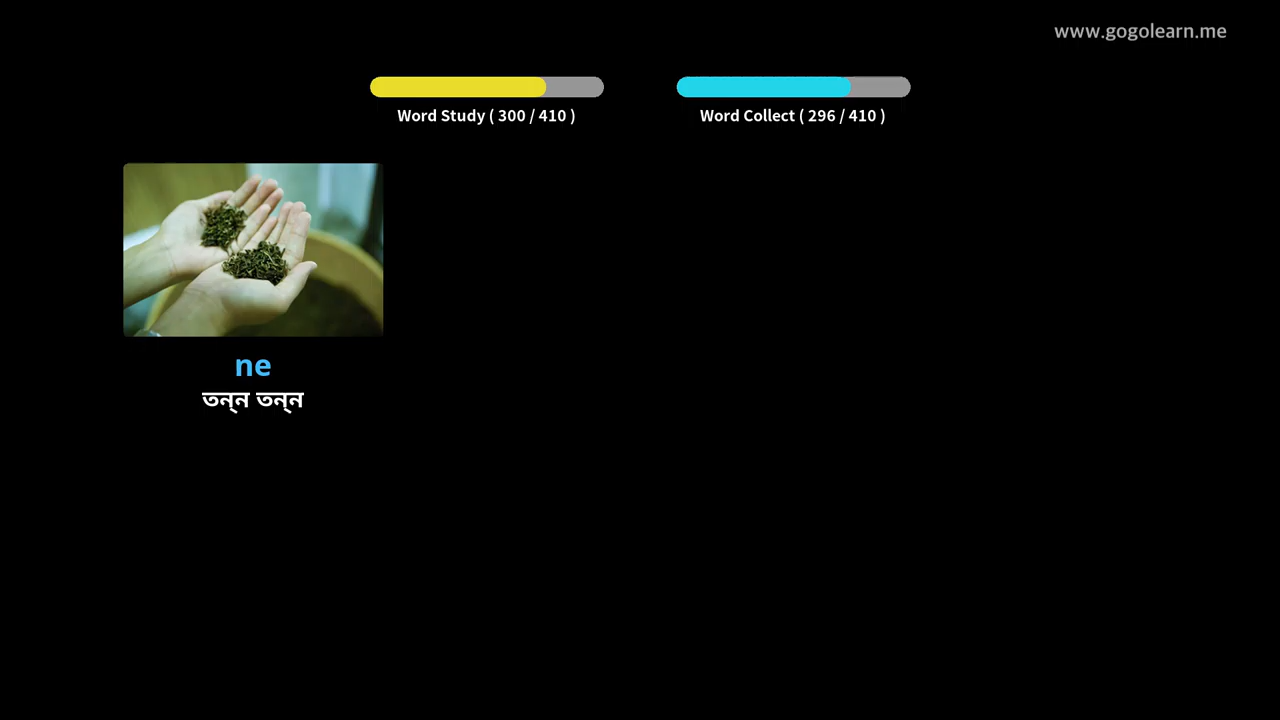 www.gogolearn.me
Word Study ( 300 / 410 )
Word Collect ( 296 / 410 )
ne
তন্‌ন তন্‌ন